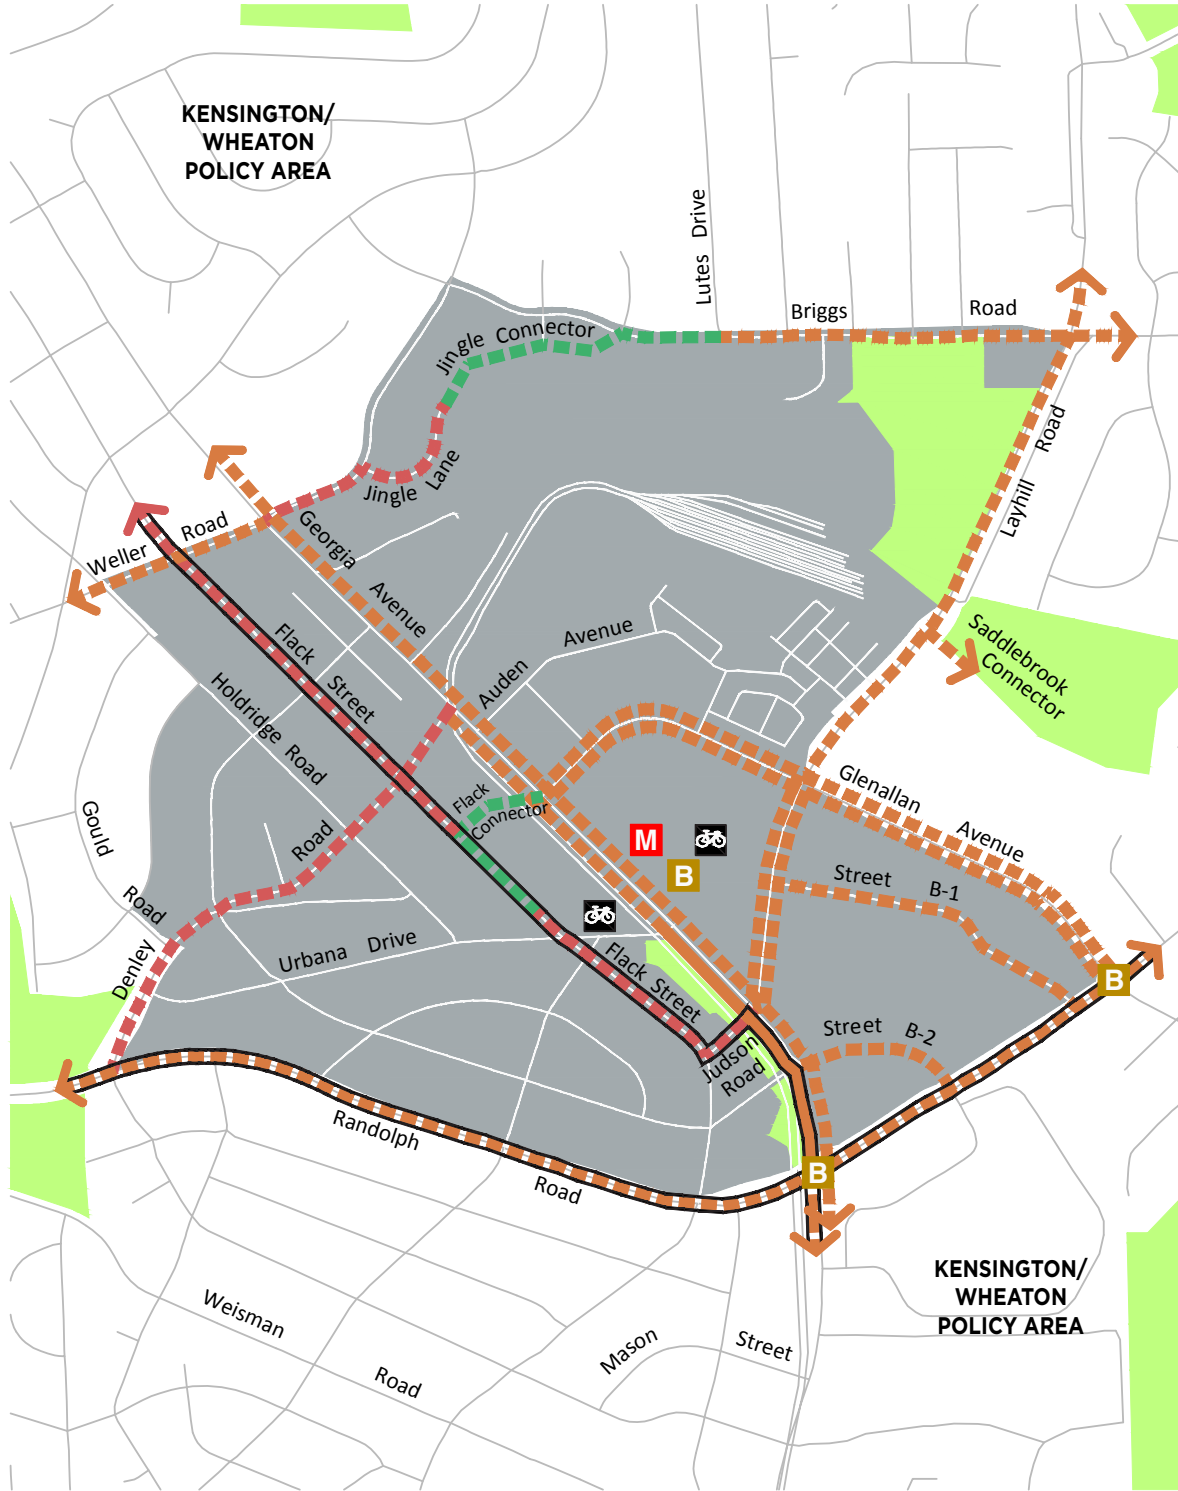 KENSINGTON/
WHEATON
POLICY AREA
Lutes Drive
Briggs Road
Jingle Connector
Jingle Lane
Layhill Road
Weller Road
Georgia Avenue
Flack Street
Auden Avenue
Saddlebrook
Connector
Holdridge Road
Gould Road
Glenallan Avenue
Flack
Connector
Road
M
B
Street B-1
Urbana Drive
Denley
Flack Street
B
Street B-2
Judson
Road
Randolph Road
B
KENSINGTON/
WHEATON
POLICY AREA
Weisman Road
Mason Street